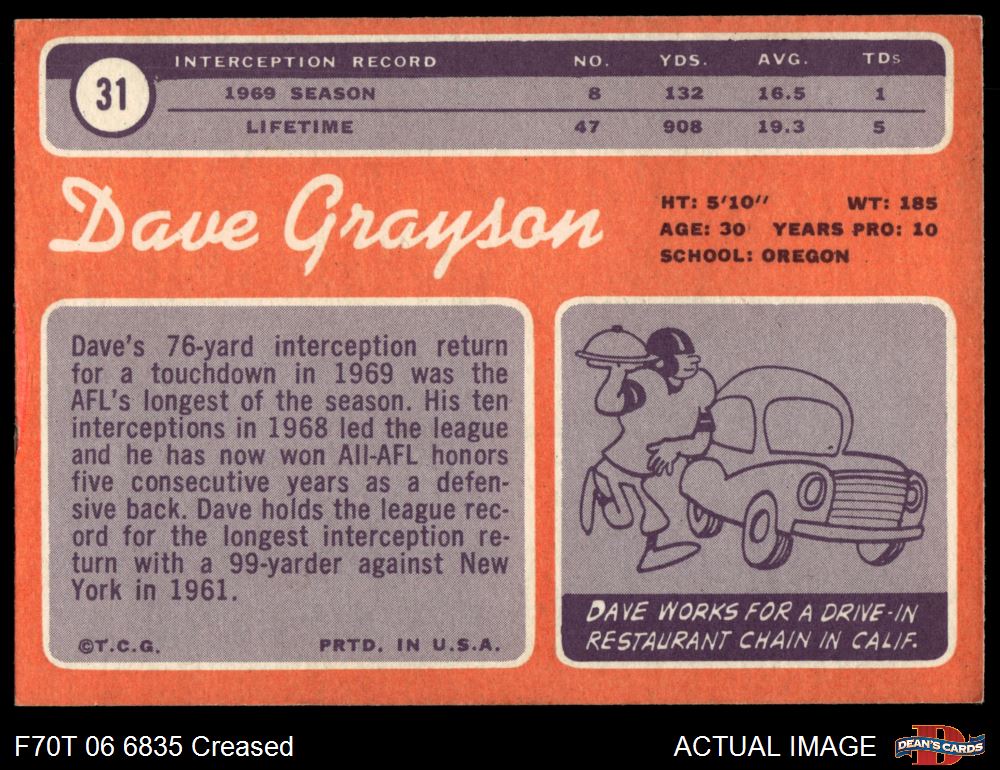 31
INTERCEPTION RECORD NO. YDS. AVG. TDs
1969 SEASON 8 132 16.5 1
LIFETIME 47 908 19.3 5
Dave Grayson
HT: 5'10" WT: 185
AGE: 30 YEARS PRO: 10
SCHOOL: OREGON
Dave's 76-yard interception return
for a touchdown in 1969 was the
AFL's longest of the season. His ten
interceptions in 1968 led the league
and he has now won All-AFL honors
five consecutive years as a defen-
sive back. Dave holds the league rec-
ord for the longest interception re-
turn with a 99-yarder against New
York in 1961.
©T.C.G. PRTD. IN U.S.A.
DAVE WORKS FOR A DRIVE-IN
RESTAURANT CHAIN IN CALIF.
F70T 06 6835 Creased
ACTUAL IMAGE
D
DEAN'S CARDS